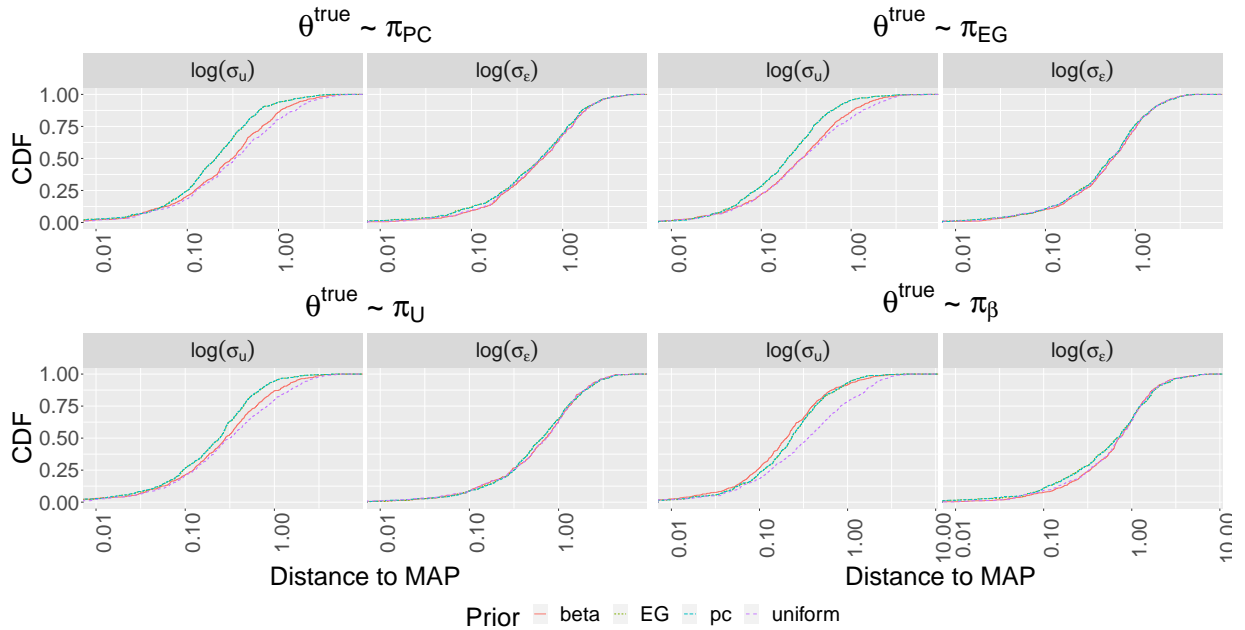 θ^true ~ π_PC
θ^true ~ π_EG
log(σ_u) log(σ_ε) log(σ_u) log(σ_ε)
CDF
1.00
0.75
0.50
0.25
0.00
0.01 0.10 1.00 0.10 1.00 0.01 0.10 1.00 0.01 0.10 1.00
θ^true ~ π_U
θ^true ~ π_β
log(σ_u) log(σ_ε) log(σ_u) log(σ_ε)
CDF
1.00
0.75
0.50
0.25
0.00
0.01 0.10 1.00 0.10 1.00 0.01 0.10 1.00 10.00 0.01 0.10 1.00 10.00
Distance to MAP Distance to MAP
Prior beta EG pc uniform